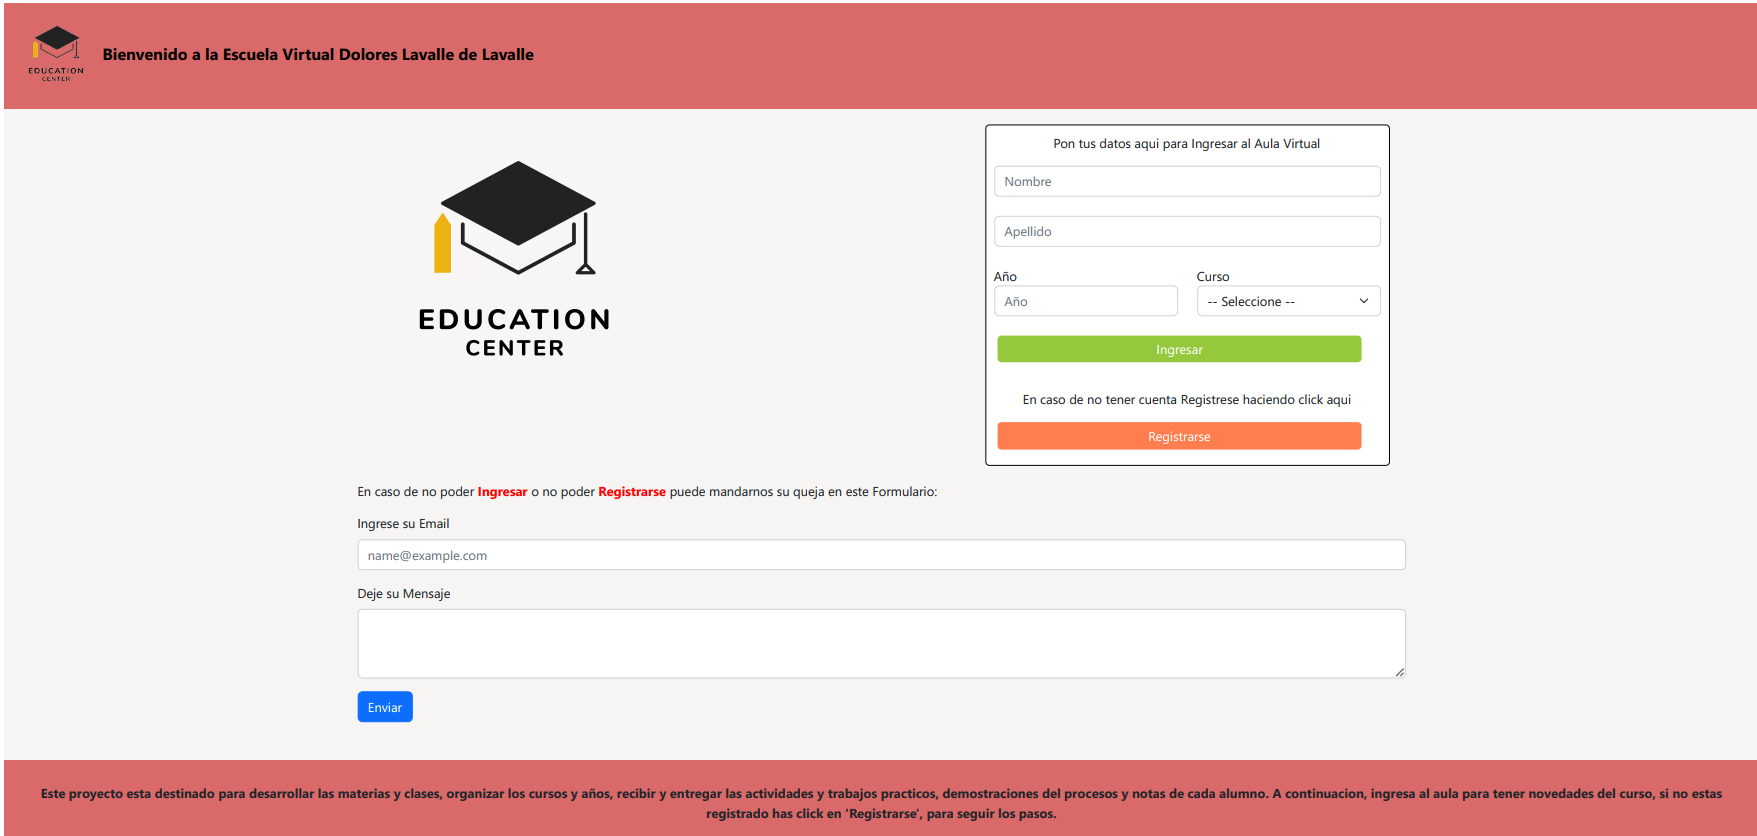 EDUCATION
CENTER
Bienvenido a la Escuela Virtual Dolores Lavalle de Lavalle
EDUCATION
CENTER
Pon tus datos aqui para Ingresar al Aula Virtual
Nombre
Apellido
Año
Curso
Año
-- Seleccione --
Ingresar
En caso de no tener cuenta Registrese haciendo click aqui
Registrarse
En caso de no poder Ingresar o no poder Registrarse puede mandarnos su queja en este Formulario:
Ingrese su Email
name@example.com
Deje su Mensaje
Enviar
Este proyecto esta destinado para desarrollar las materias y clases, organizar los cursos y años, recibir y entregar las actividades y trabajos practicos, demostraciones del procesos y notas de cada alumno. A continuacion, ingresa al aula para tener novedades del curso, si no estas
registrado has click en 'Registrarse', para seguir los pasos.